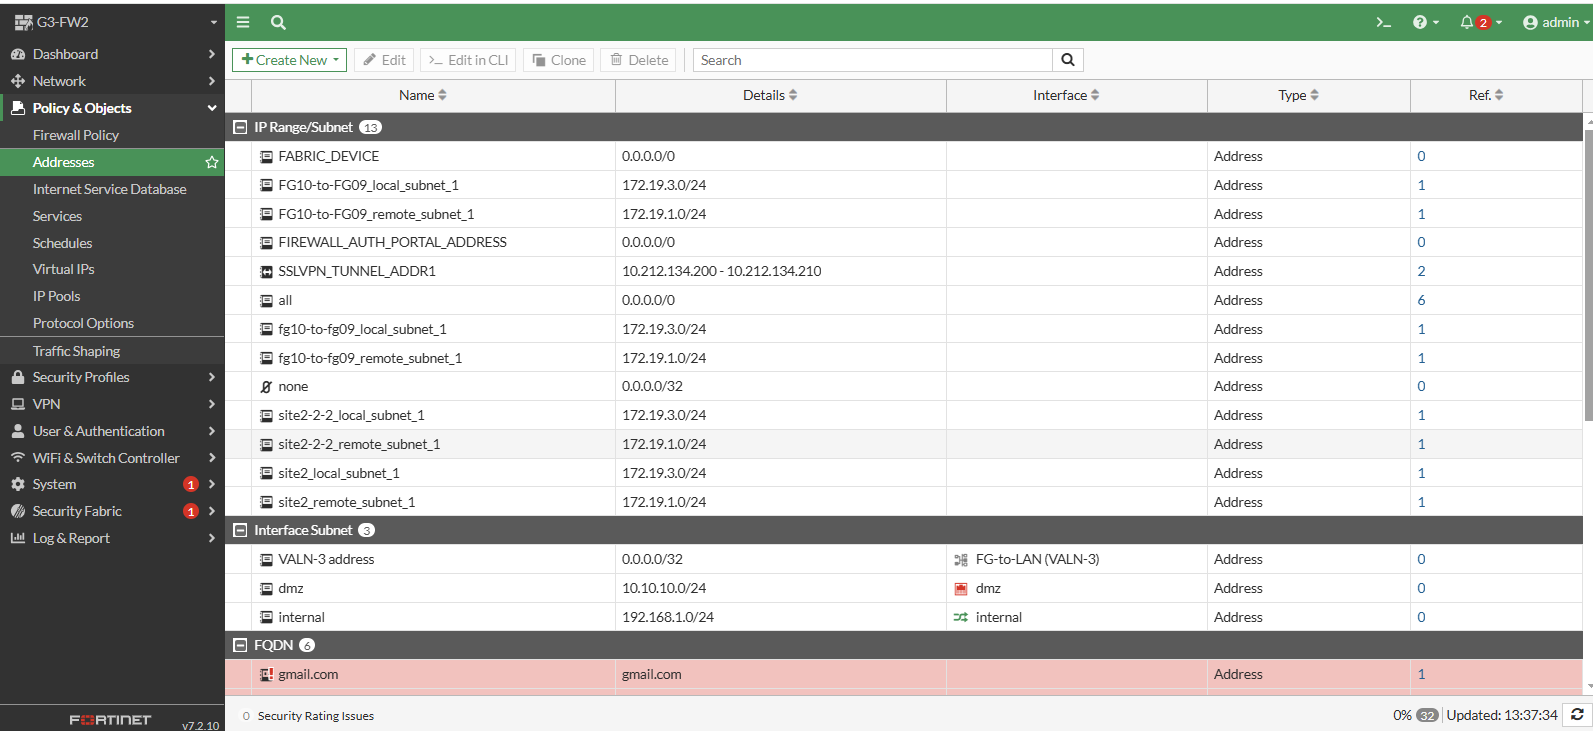 G3-FW2
2
admin
Dashboard
Network
Policy & Objects
Firewall Policy
Addresses
Internet Service Database
Services
Schedules
Virtual IPs
IP Pools
Protocol Options
Traffic Shaping
Security Profiles
VPN
User & Authentication
WiFi & Switch Controller
System 1
Security Fabric 1
Log & Report
FORTINET v7.2.10
Create New Edit Edit in CLI Clone Delete Search
Name Details Interface Type Ref.
IP Range/Subnet 13
FABRIC_DEVICE 0.0.0.0/0 Address 0
FG10-to-FG09_local_subnet_1 172.19.3.0/24 Address 1
FG10-to-FG09_remote_subnet_1 172.19.1.0/24 Address 1
FIREWALL_AUTH_PORTAL_ADDRESS 0.0.0.0/0 Address 0
SSLVPN_TUNNEL_ADDR1 10.212.134.200 - 10.212.134.210 Address 2
all 0.0.0.0/0 Address 6
fg10-to-fg09_local_subnet_1 172.19.3.0/24 Address 1
fg10-to-fg09_remote_subnet_1 172.19.1.0/24 Address 1
none 0.0.0.0/32 Address 0
site2-2-2_local_subnet_1 172.19.3.0/24 Address 1
site2-2-2_remote_subnet_1 172.19.1.0/24 Address 1
site2_local_subnet_1 172.19.3.0/24 Address 1
site2_remote_subnet_1 172.19.1.0/24 Address 1
Interface Subnet 3
VALN-3 address 0.0.0.0/32 FG-to-LAN (VALN-3) Address 0
dmz 10.10.10.0/24 dmz Address 0
internal 192.168.1.0/24 internal Address 0
FQDN 6
gmail.com gmail.com Address 1
0 Security Rating Issues
0% 32 Updated: 13:37:34